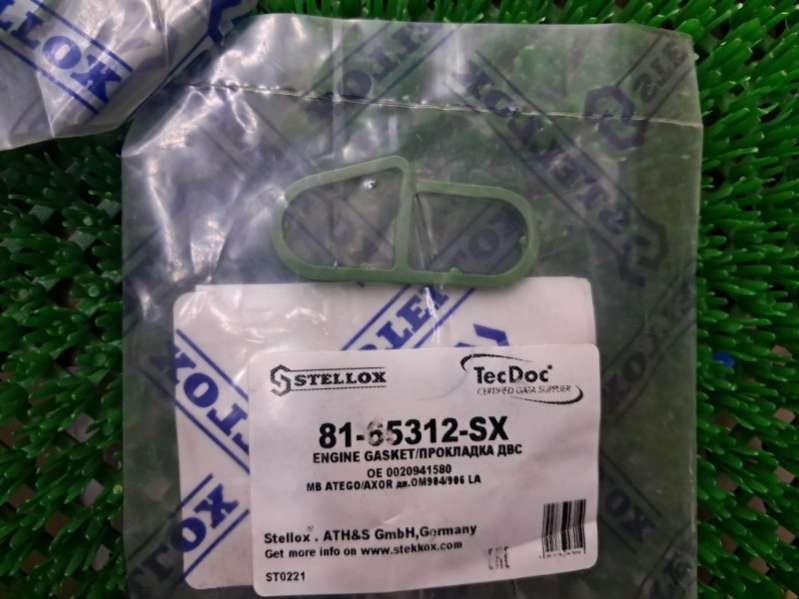 STELLOX
STELLOX
TecDoc
CERTIFIED DATA SUPPLIER
81-65312-SX
ENGINE GASKET/ПРОКЛАДКА ДВС
OE 0020941580
MB ATEGO/AXOR дв.OM904/906 LA
Stellox . ATH&S GmbH,Germany
Get more info on www.stekkox.com
ST0221